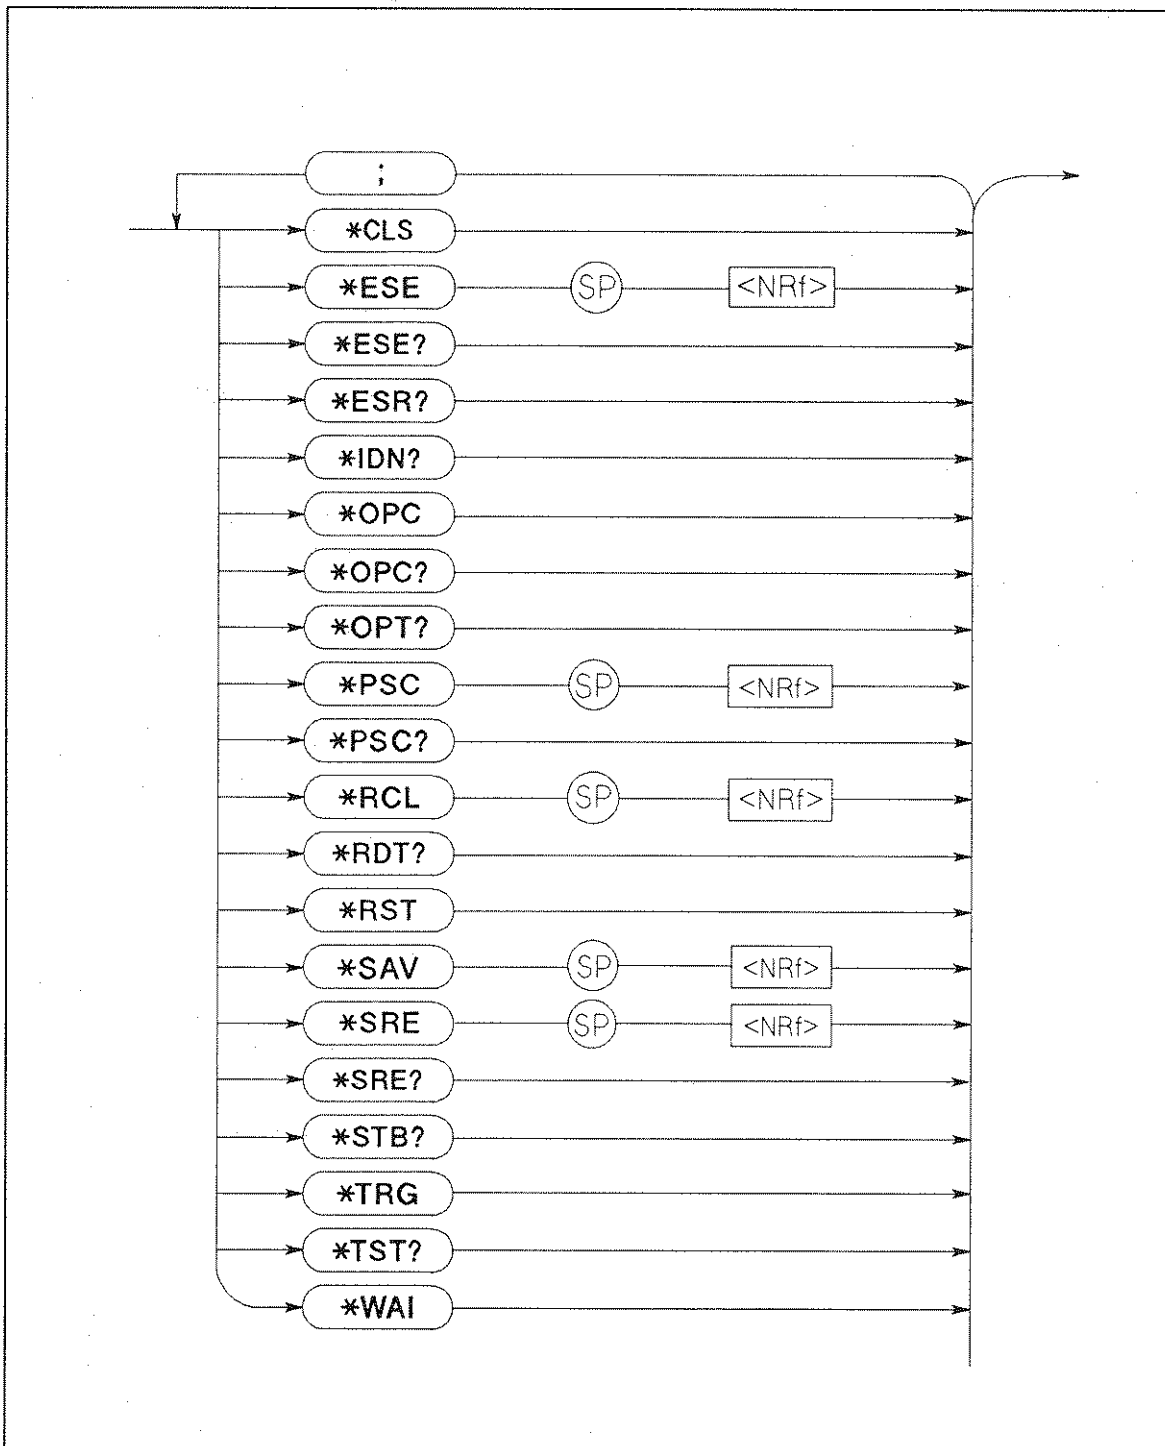 ;
*CLS
*ESE SP <NRf>
*ESE?
*ESR?
*IDN?
*OPC
*OPC?
*OPT?
*PSC SP <NRf>
*PSC?
*RCL SP <NRf>
*RDT?
*RST
*SAV SP <NRf>
*SRE SP <NRf>
*SRE?
*STB?
*TRG
*TST?
*WAI